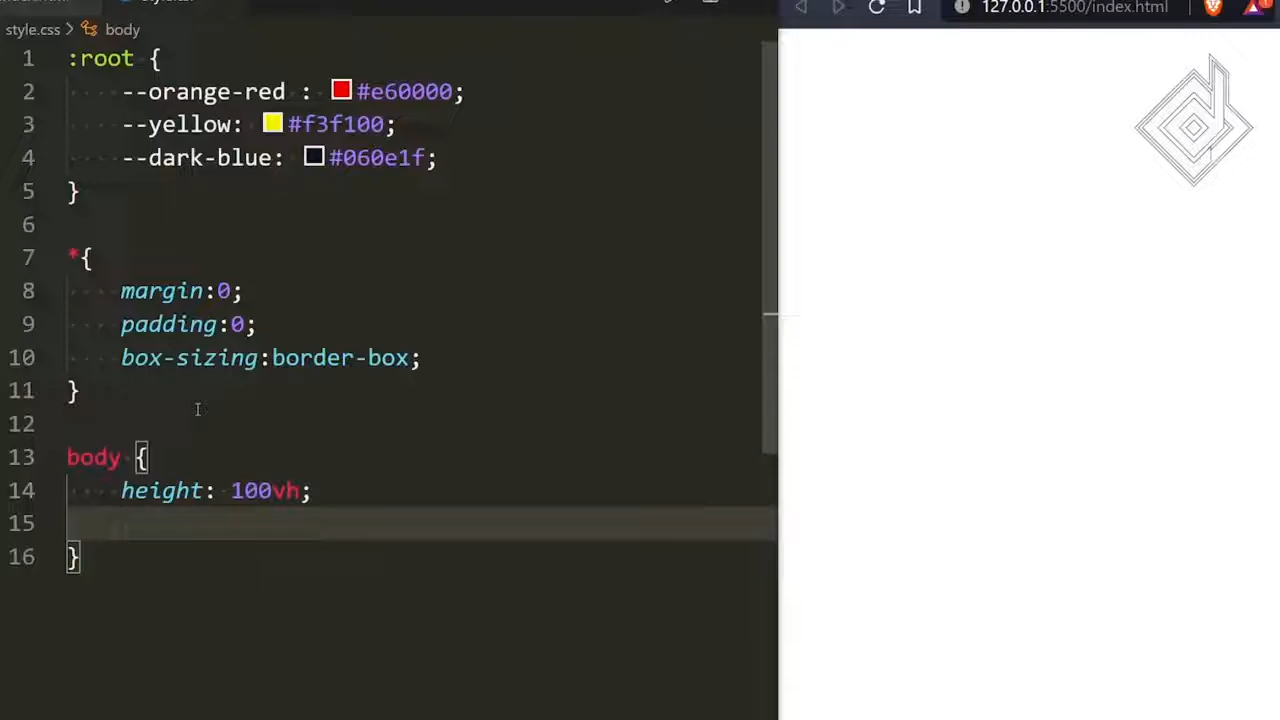 127.0.0.1:5500/index.html
style.css > body
1 :root {
2 --orange-red : #e60000;
3 --yellow: #f3f100;
4 --dark-blue: #060e1f;
5 }
6
7 *{
8 margin:0;
9 padding:0;
10 box-sizing:border-box;
11 }
12
13 body {
14 height: 100vh;
15
16 }